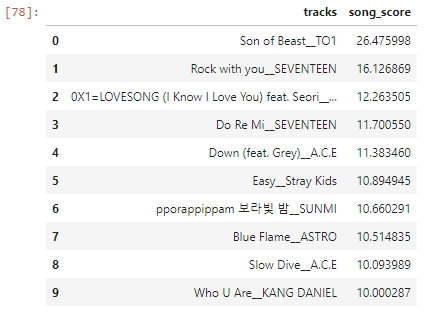 [78]:
tracks song_score
0 Son of Beast__TO1 26.475998
1 Rock with you__SEVENTEEN 16.126869
2 0X1=LOVESONG (I Know I Love You) feat. Seori__... 12.263505
3 Do Re Mi__SEVENTEEN 11.700550
4 Down (feat. Grey)__A.C.E 11.383460
5 Easy__Stray Kids 10.894945
6 pporappippam 보라빛 밤__SUNMI 10.660291
7 Blue Flame__ASTRO 10.514835
8 Slow Dive__A.C.E 10.093989
9 Who U Are__KANG DANIEL 10.000287